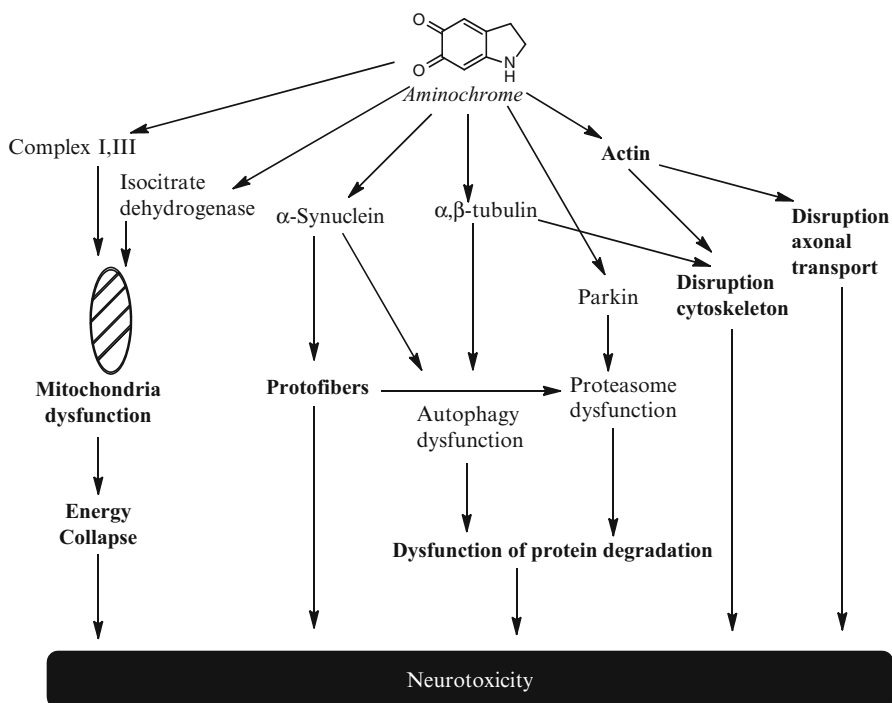 O
O
N
H
Aminochrome
Complex I,III
Isocitrate
dehydrogenase
α-Synuclein
α,β-tubulin
Actin
Parkin
Disruption
axonal
transport
Disruption
cytoskeleton
Mitochondria
dysfunction
Protofibers
Autophagy
dysfunction
Proteasome
dysfunction
Energy
Collapse
Dysfunction of protein degradation
Neurotoxicity